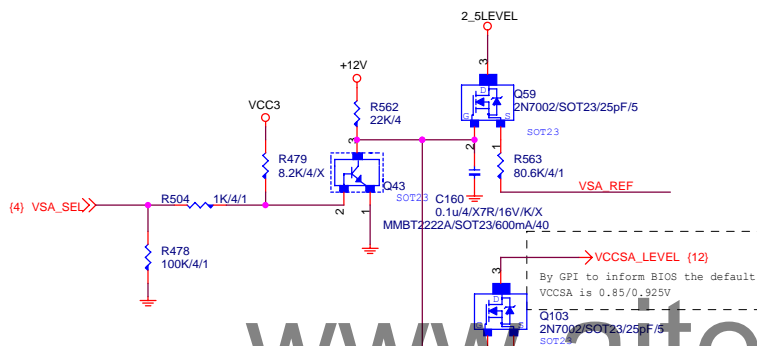 2_5LEVEL
+12V
3
D
Q59
2N7002/SOT23/25pF/5
G
S
SOT23
2
1
VCC3
R562
22K/4
3
R479
8.2K/4/X
Q43
SOT23
2
1
R563
80.6K/4/1
VSA_REF
C160
0.1u/4/X7R/16V/K/X
MMBT2222A/SOT23/600mA/40
{4} VSA_SEL
R504
1K/4/1
R478
100K/4/1
VCCSA_LEVEL {12}
By GPI to inform BIOS the default
VCCSA is 0.85/0.925V
3
D
Q103
2N7002/SOT23/25pF/5
G
S
SOT23